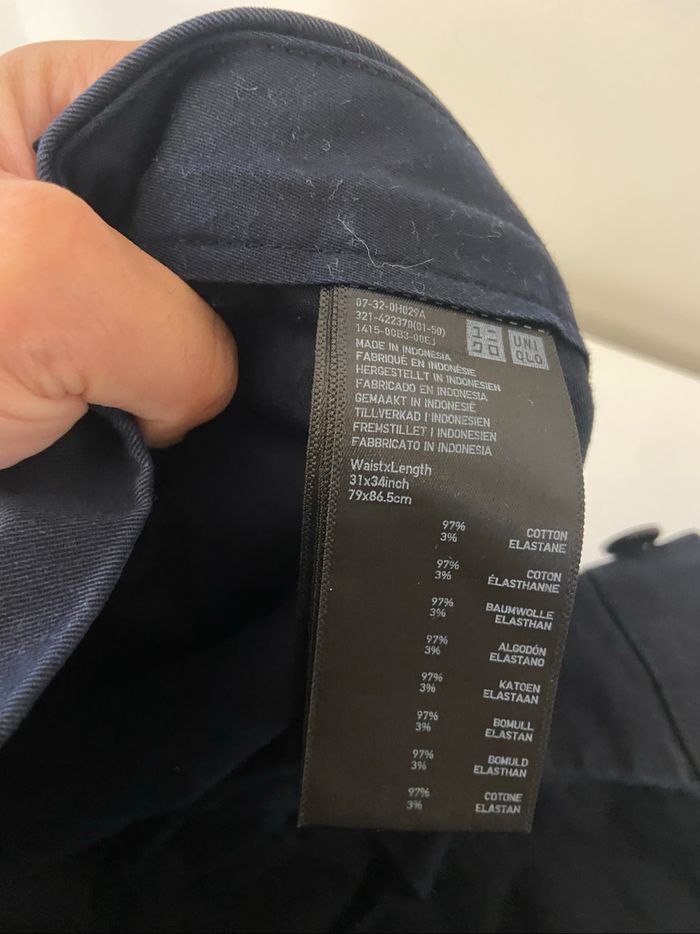 07-32-0H029A
321-422370(01-50)
1415-00B3-00EJ
UNI
QLO
MADE IN INDONESIA
FABRIQUÉ EN INDONÉSIE
HERGESTELLT IN INDONESIEN
FABRICADO EN INDONESIA
GEMAAKT IN INDONESIË
TILLVERKAD I INDONESIEN
FREMSTILLET I INDONESIEN
FABBRICATO IN INDONESIA
WaistxLength
31x34inch
79x86.5cm
97% COTTON
3% ELASTANE
97% COTON
3% ÉLASTHANNE
97% BAUMWOLLE
3% ELASTHAN
97% ALGODÓN
3% ELASTANO
97% KATOEN
3% ELASTAAN
97% BOMULL
3% ELASTAN
97% BOMULD
3% ELASTHAN
97% COTONE
3% ELASTAN